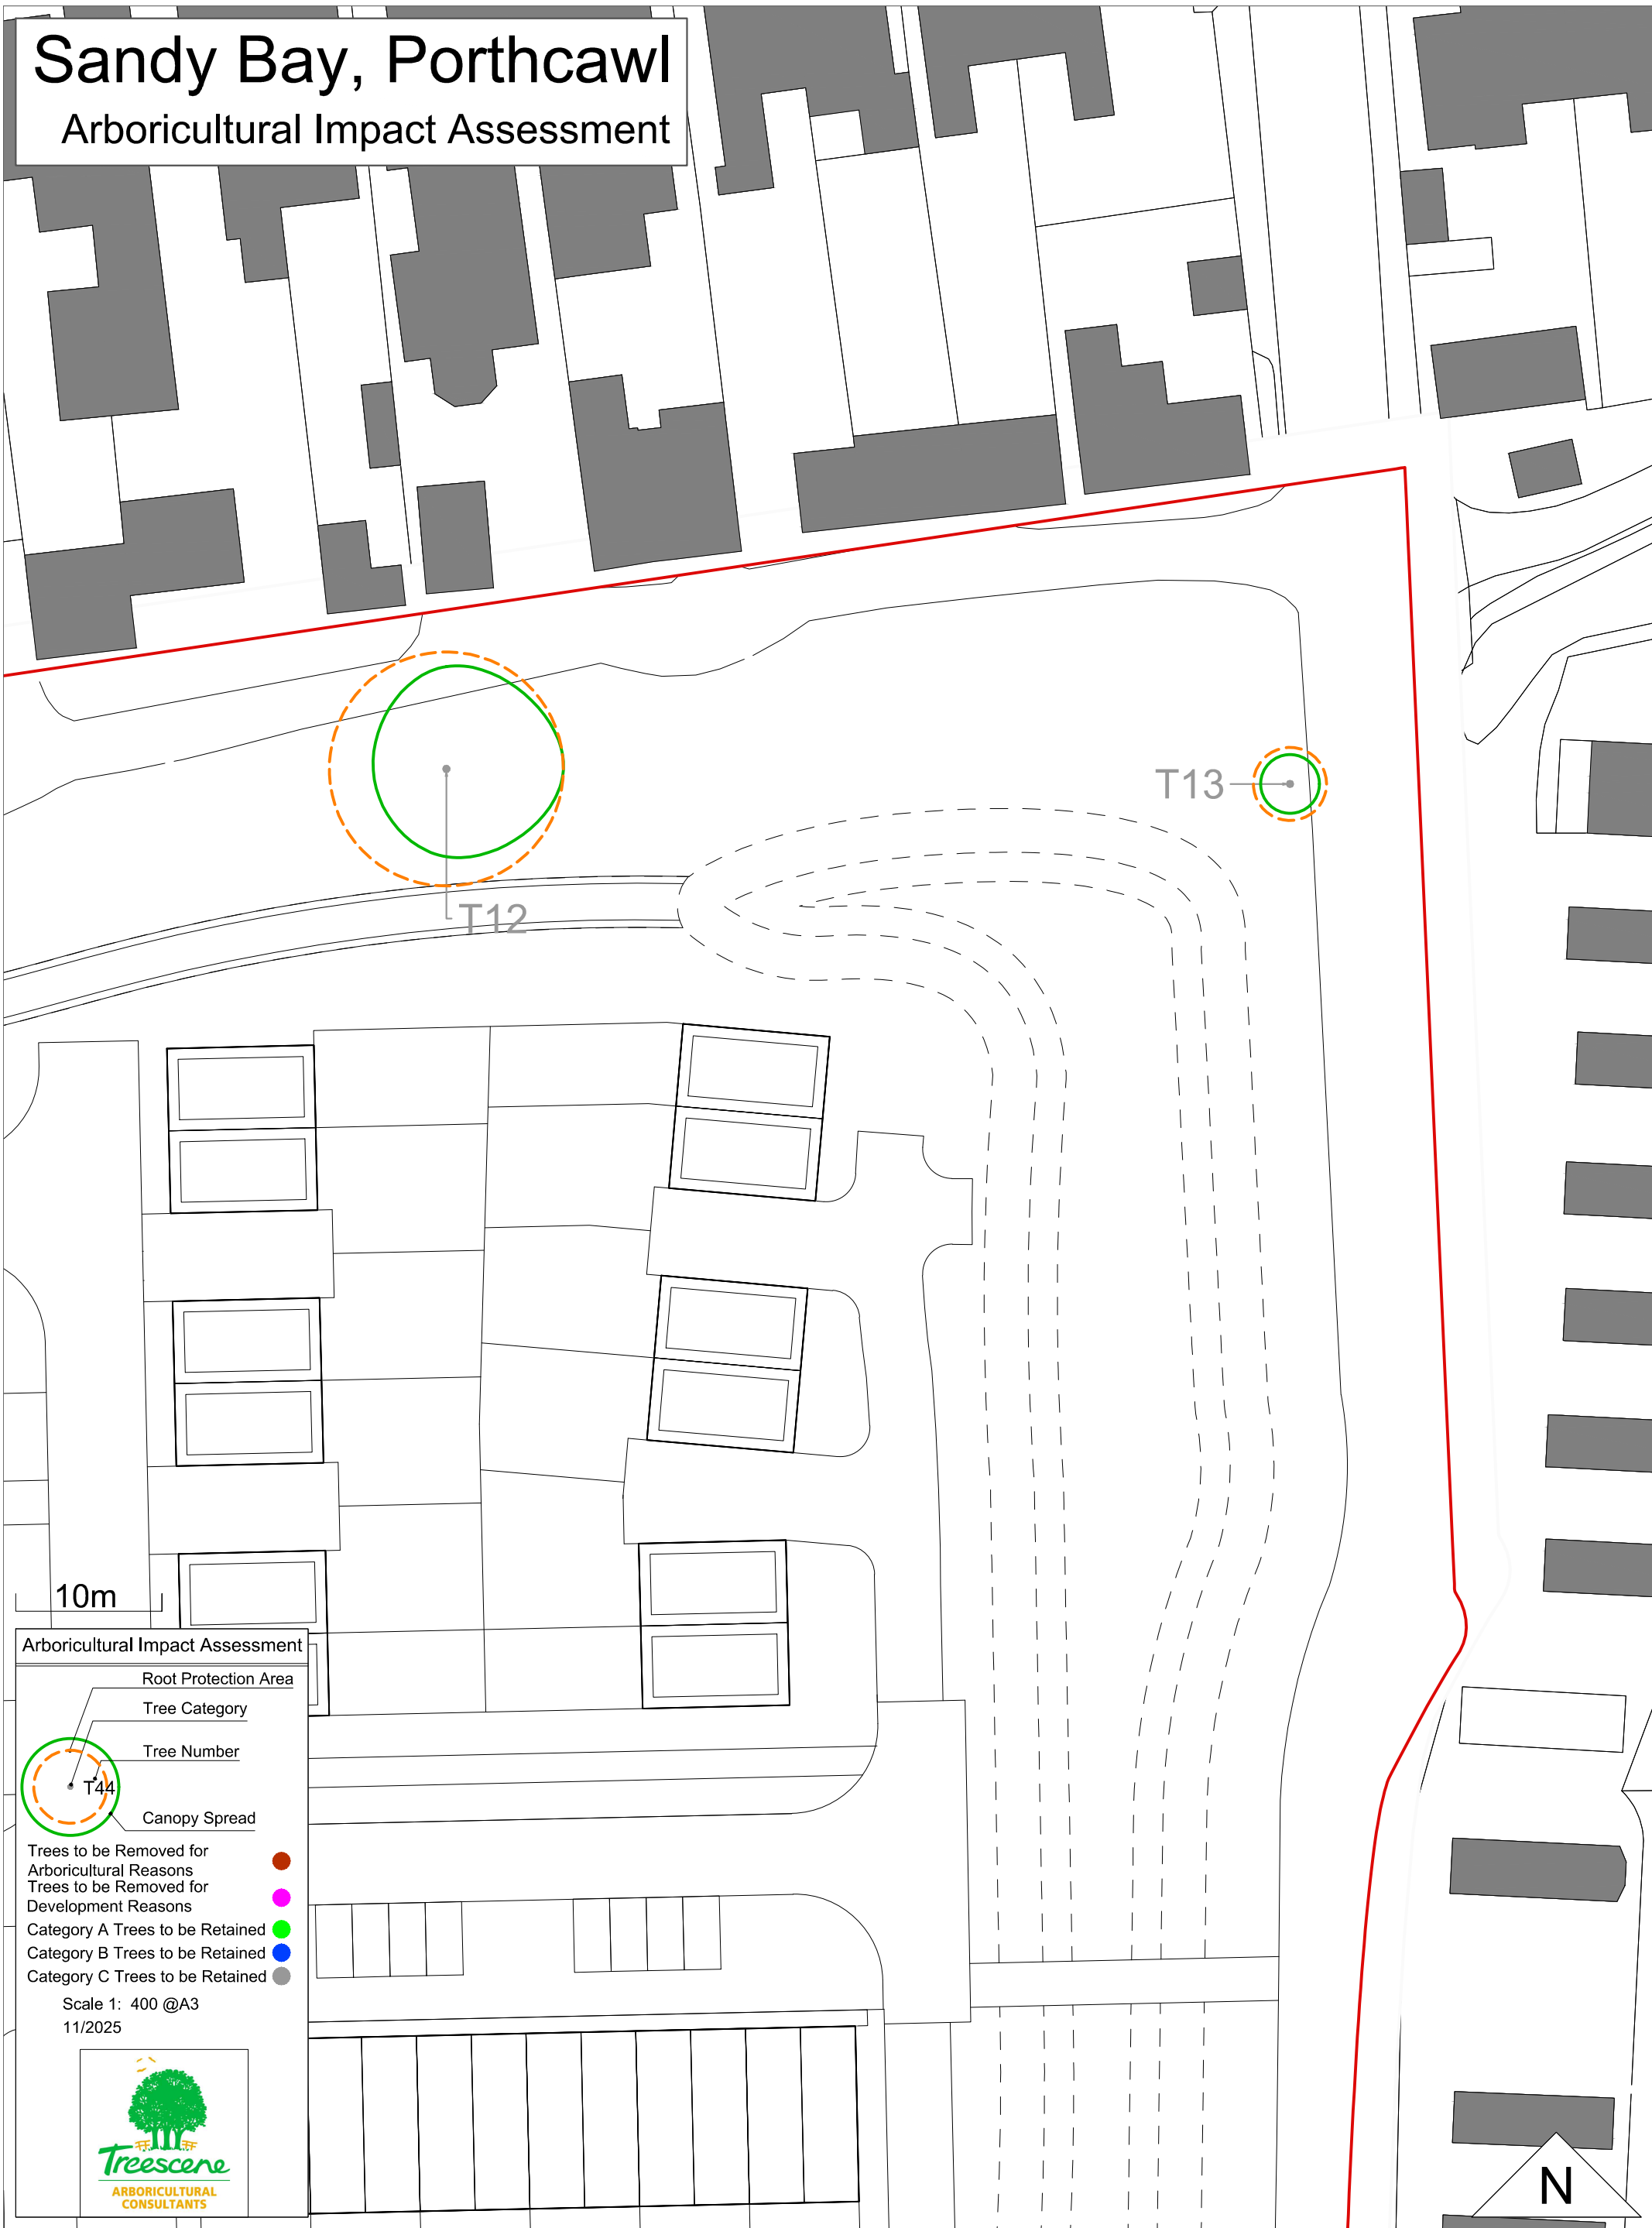 Sandy Bay, Porthcawl
Arboricultural Impact Assessment
T13
T12
10m
Arboricultural Impact Assessment
Root Protection Area
Tree Category
Tree Number
T44
Canopy Spread
Trees to be Removed for
Arboricultural Reasons
Trees to be Removed for
Development Reasons
Category A Trees to be Retained
Category B Trees to be Retained
Category C Trees to be Retained
Scale 1: 400 @A3
11/2025
Treescene
ARBORICULTURAL
CONSULTANTS
N